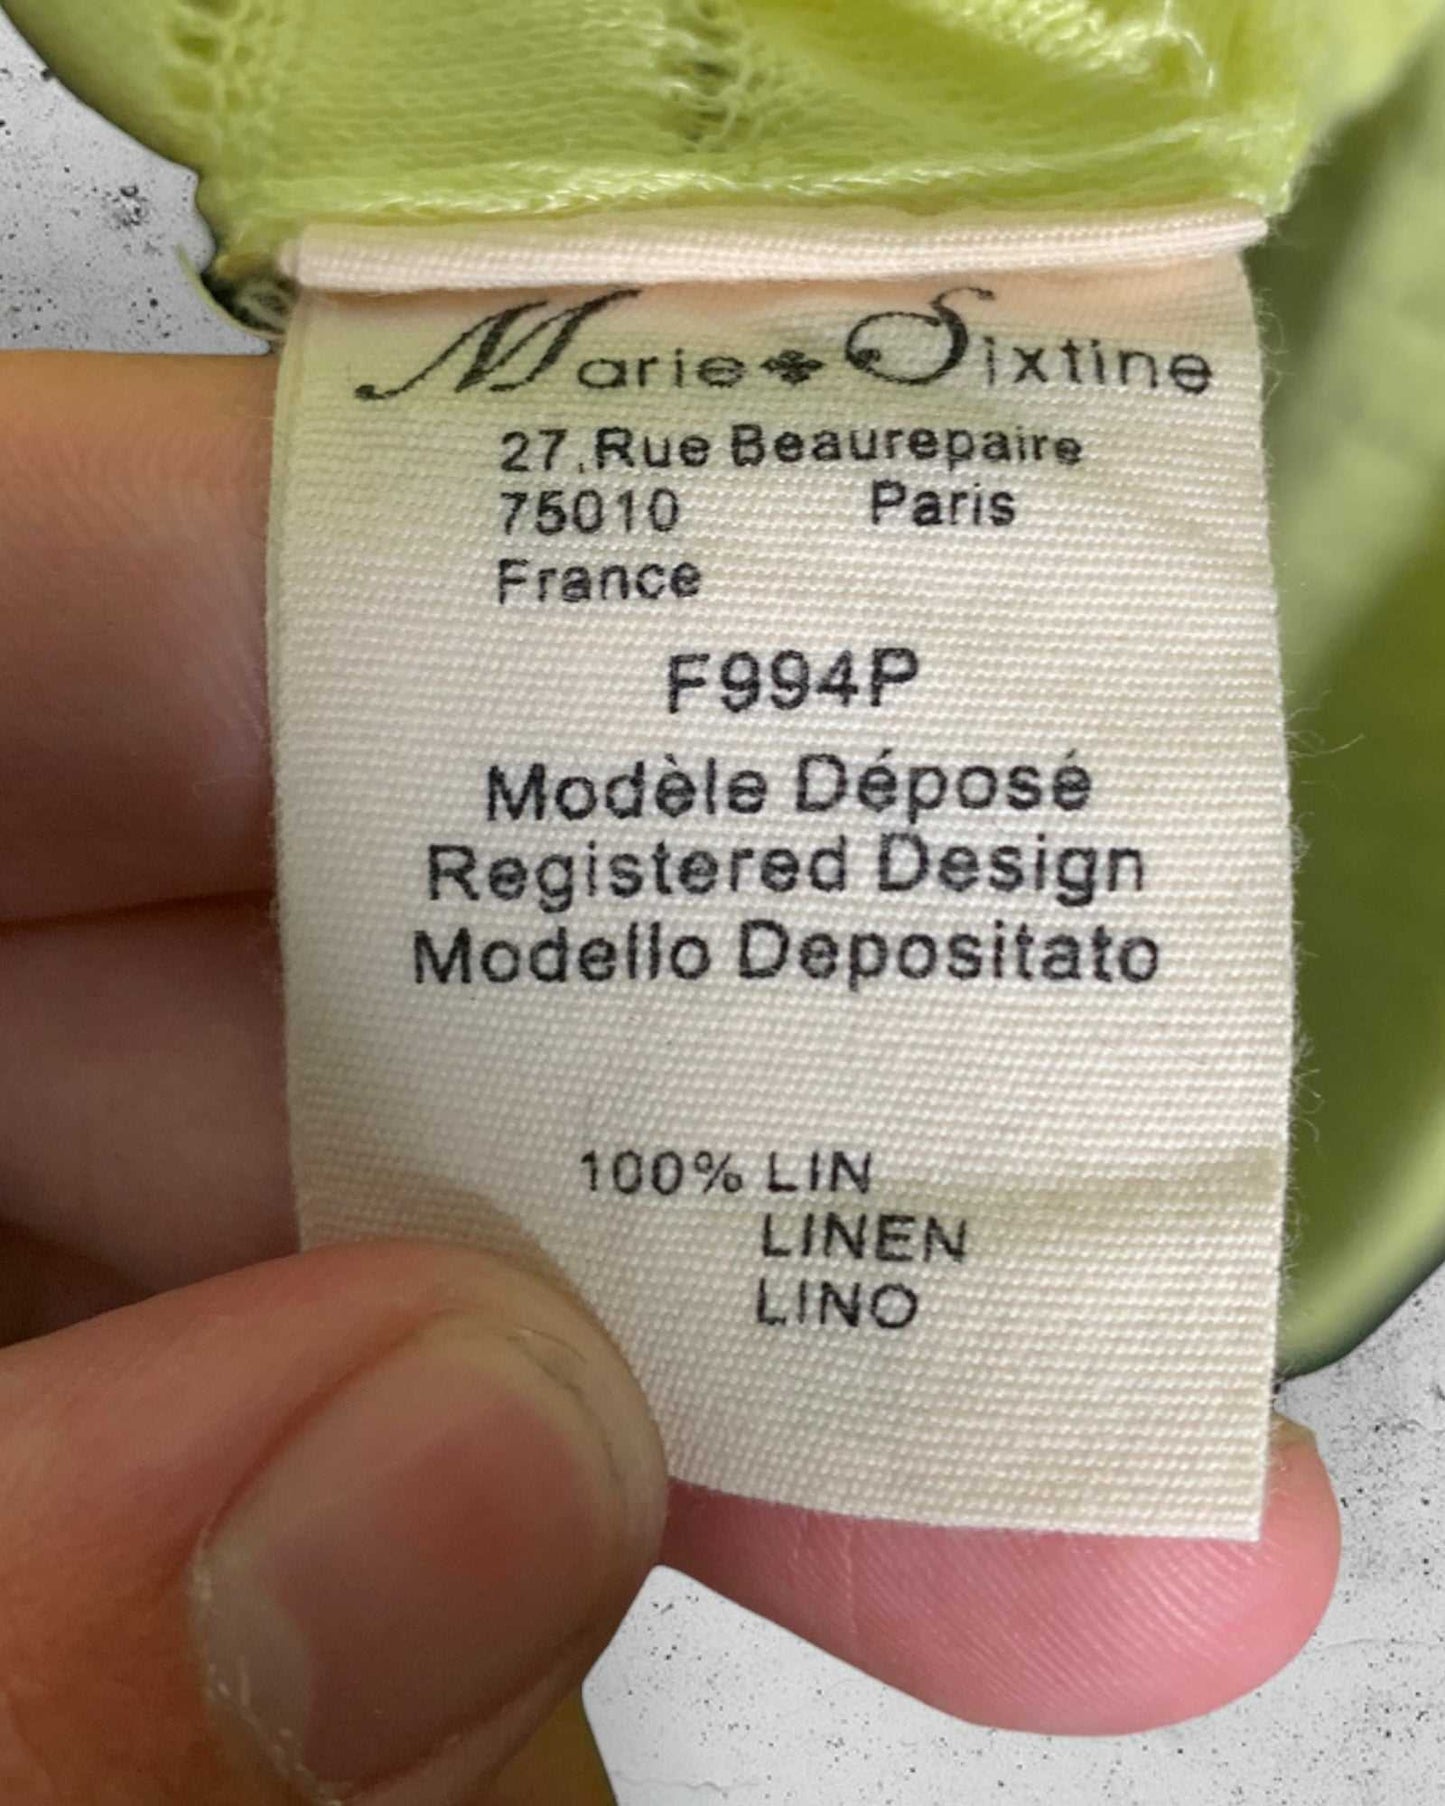 Marie Sixtine
27, Rue Beaurepaire
75010 Paris
France
F994P
Modèle Déposé
Registered Design
Modello Depositato
100% LIN
LINEN
LINO